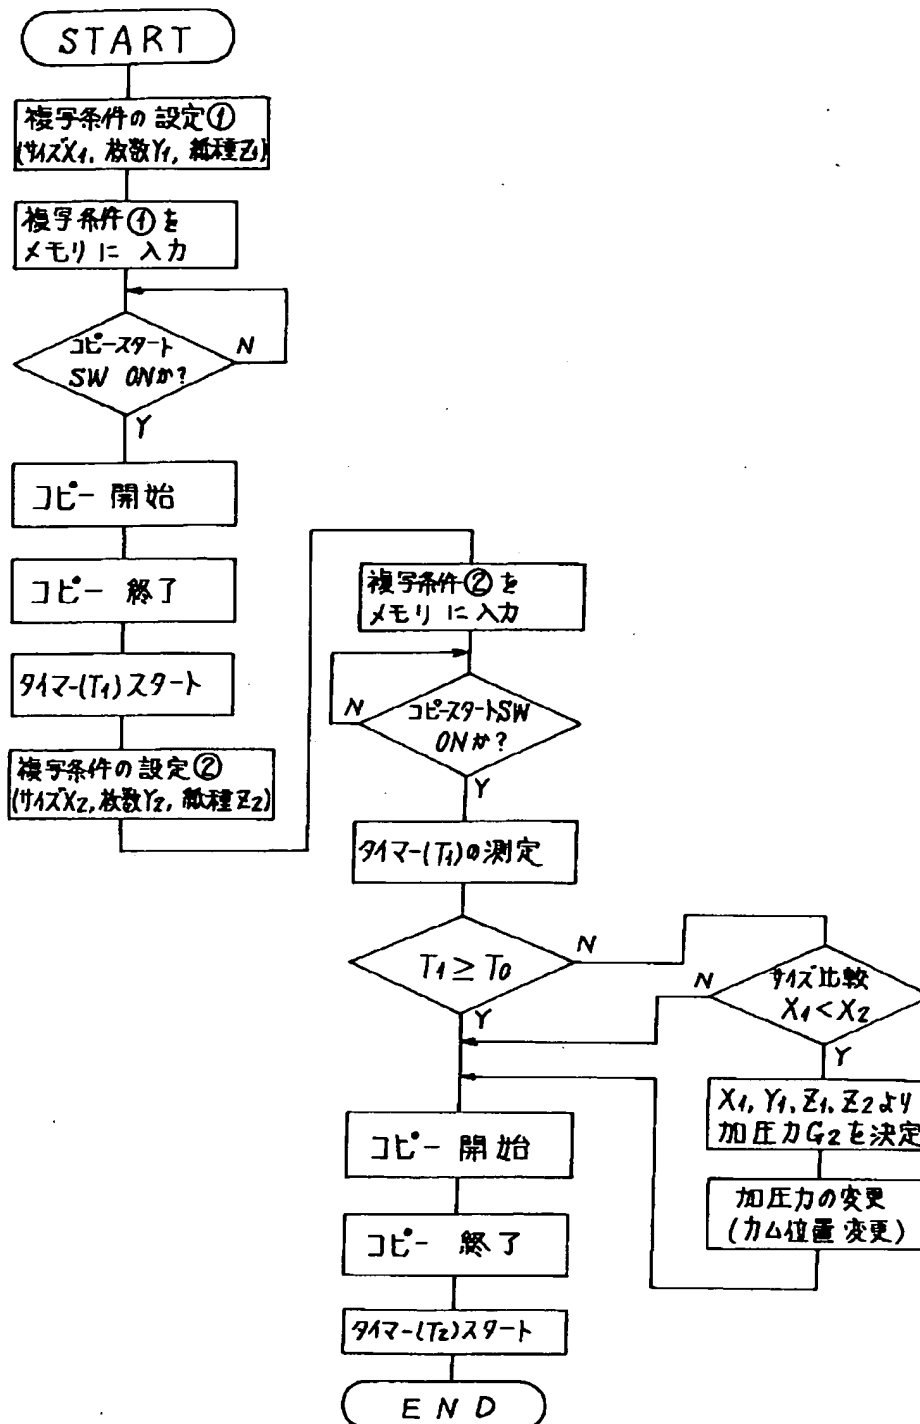 START
複写条件の設定①
(サイズX1, 枚数Y1, 紙種Z1)
複写条件①を
メモリに入力
コピースタート
SW ONか?
N
Y
コピー開始
コピー終了
タイマー(T1)スタート
複写条件の設定②
(サイズX2, 枚数Y2, 紙種Z2)
複写条件②を
メモリに入力
コピースタートSW
ONか?
N
Y
タイマー(T1)の測定
T1≥T0
N
Y
サイズ比較
X1<X2
N
Y
X1, Y1, Z1, Z2より
加圧力G2を決定
加圧力の変更
(カム位置変更)
コピー開始
コピー終了
タイマー(T2)スタート
END